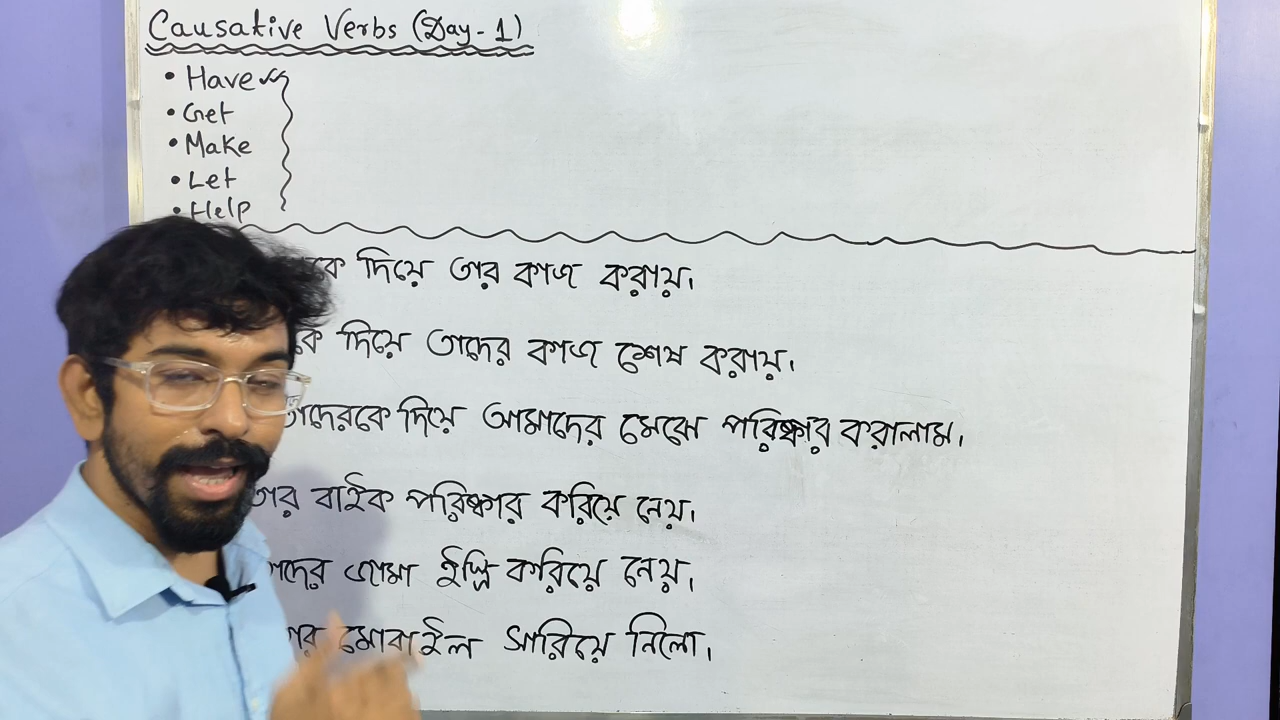 Causative Verbs (Day-1)
• Have
• Get
• Make
• Let
• Help
কে দিয়ে তার কাজ করায়।
কে দিয়ে তাদের কাজ শেষ করায়।
তাদেরকে দিয়ে আমাদের মেঝে পরিষ্কার করালাম।
তার বাইক পরিষ্কার করিয়ে নেয়।
জামা ইস্ত্রি করিয়ে নেয়।
মোবাইল সারিয়ে নিলো।